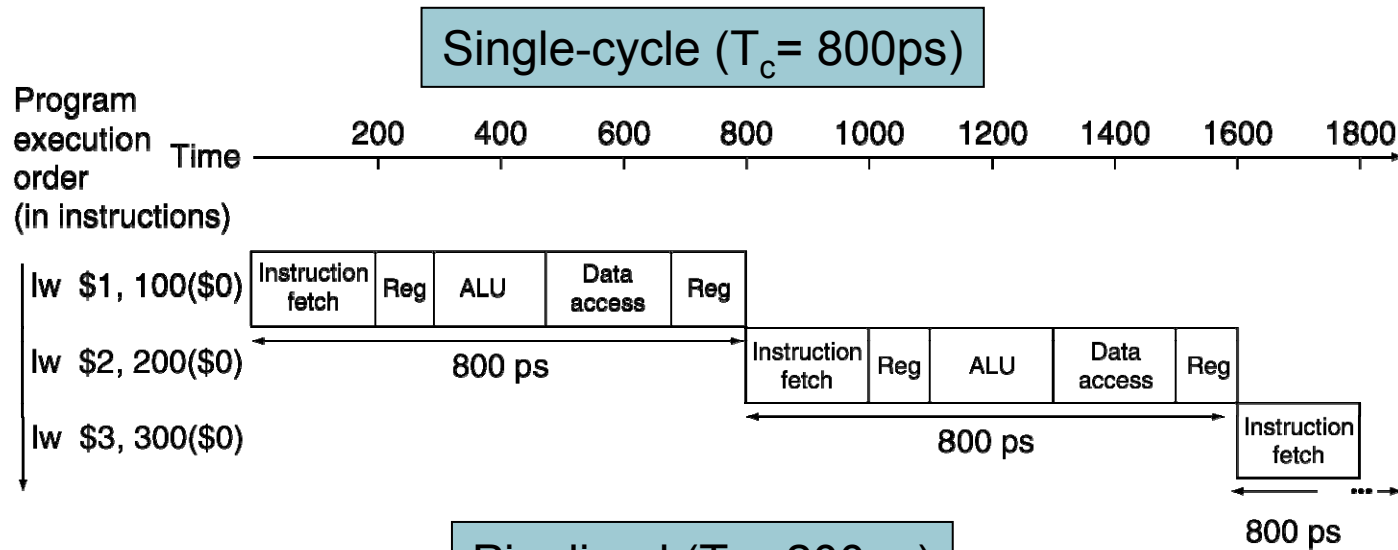 Single-cycle (Tc= 800ps)
Program
execution
order
(in instructions)
Time
200 400 600 800 1000 1200 1400 1600 1800
lw $1, 100($0)
Instruction
fetch
Reg
ALU
Data
access
Reg
800 ps
lw $2, 200($0)
Instruction
fetch
Reg
ALU
Data
access
Reg
800 ps
lw $3, 300($0)
Instruction
fetch
...
800 ps